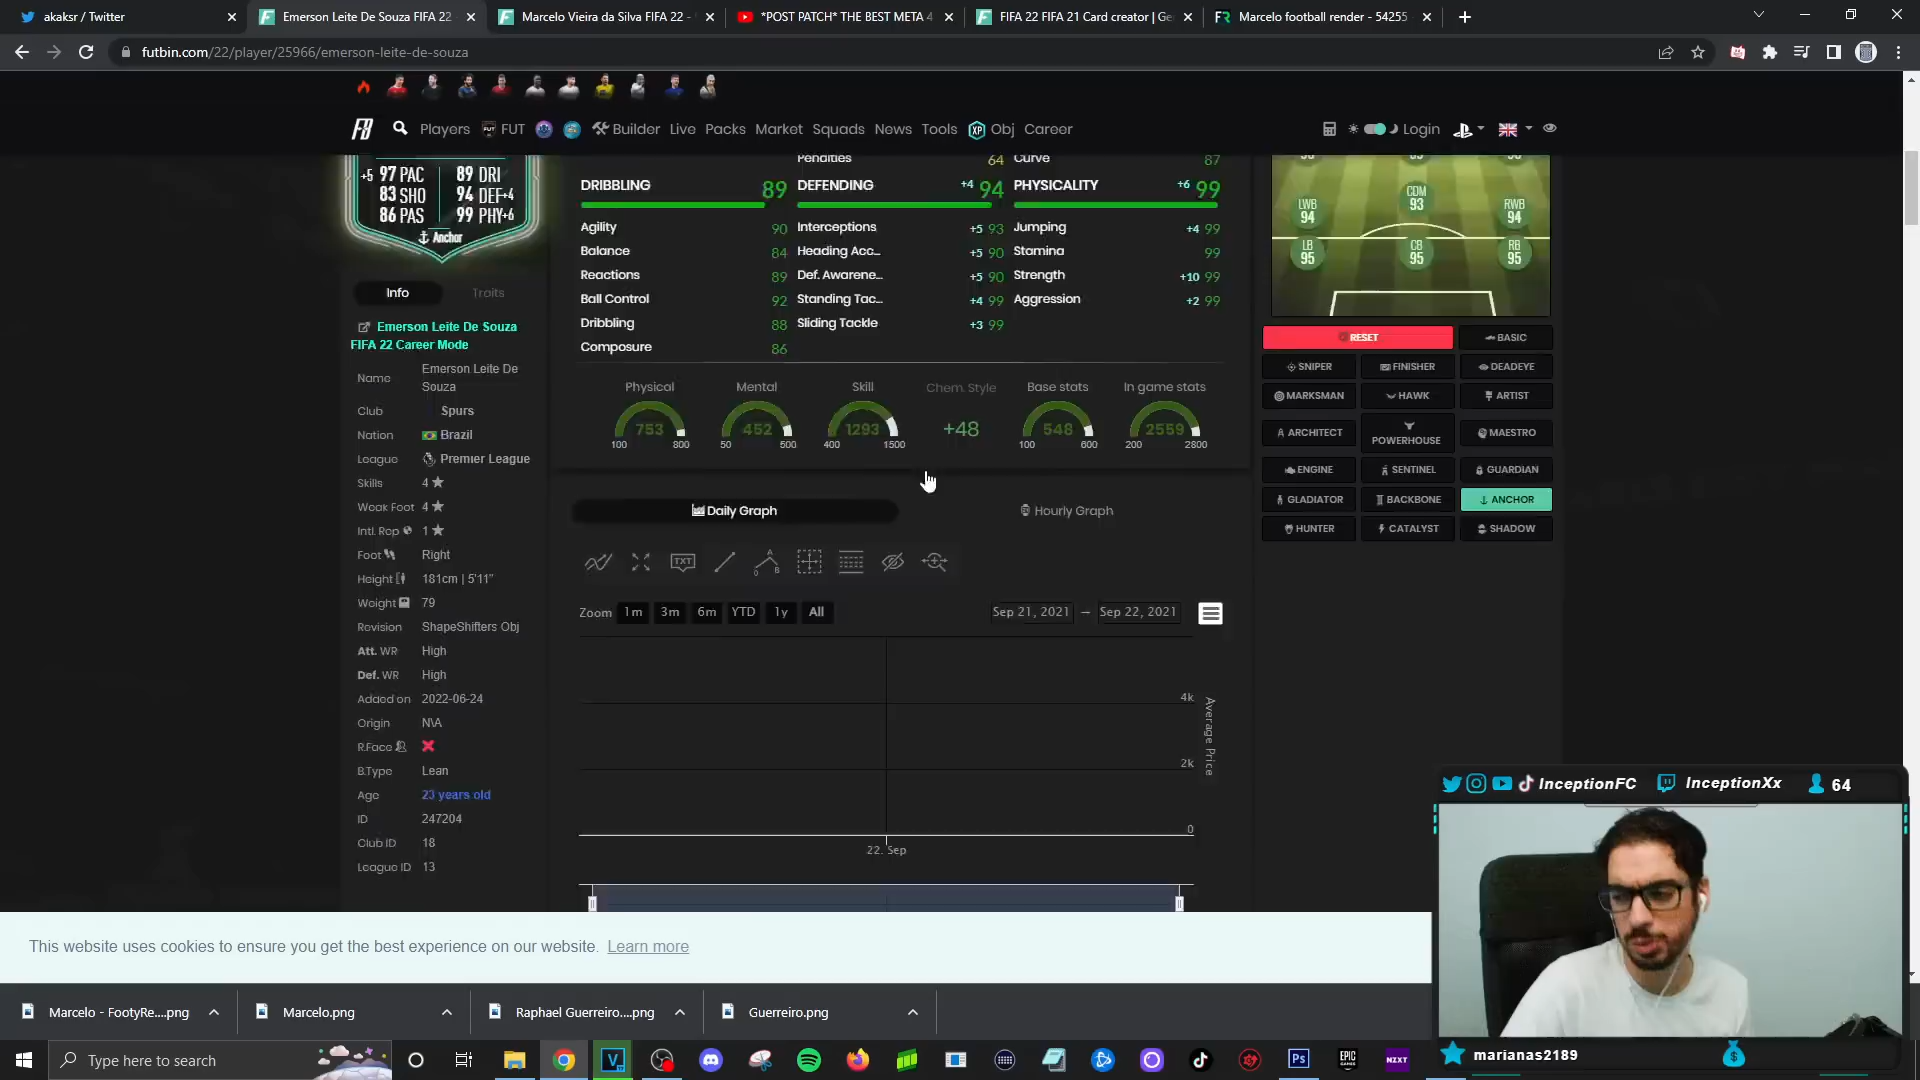 akaksr / Twitter
Emerson Leite De Souza FIFA 22
Marcelo Vieira da Silva FIFA 22 -
*POST PATCH* THE BEST META 4
FIFA 22 FIFA 21 Card creator | Ge
Marcelo football render - 54255
futbin.com/22/player/25966/emerson-leite-de-souza
Players FUT Builder Live Packs Market Squads News Tools XP Obj Career Login
+5 97 PAC 89 DRI
83 SHO 94 DEF+4
86 PAS 99 PHY+6
Anchor
Penalties 64 Curve 87
DRIBBLING 89 DEFENDING +4 94 PHYSICALITY +6 99
Agility 90 Interceptions +5 93 Jumping +4 99
Balance 84 Heading Acc... +5 90 Stamina 99
Reactions 89 Def. Awarene... +5 90 Strength +10 99
Ball Control 92 Standing Tac... +4 99 Aggression +2 99
Dribbling 88 Sliding Tackle +3 99
Composure 86
Physical Mental Skill Chem. Style Base stats In game stats
753 452 1293 +48 548 2559
100 800 50 500 400 1500 100 600 200 2800
CDM
93
LWB
94
RWB
94
LB
95
CB
95
RB
95
RESET BASIC
SNIPER FINISHER DEADEYE
MARKSMAN HAWK ARTIST
ARCHITECT POWERHOUSE MAESTRO
ENGINE SENTINEL GUARDIAN
GLADIATOR BACKBONE ANCHOR
HUNTER CATALYST SHADOW
Info Traits
Emerson Leite De Souza
FIFA 22 Career Mode
Name Emerson Leite De
Souza
Club Spurs
Nation Brazil
League Premier League
Skills 4
Weak Foot 4
Intl. Rep 1
Foot Right
Height 181cm | 5'11"
Weight 79
Revision ShapeShifters Obj
Att. WR High
Def. WR High
Added on 2022-06-24
Origin N\A
R.Face
B.Type Lean
Age 23 years old
ID 247204
Club ID 18
League ID 13
Daily Graph Hourly Graph
TXT
Zoom 1m 3m 6m YTD 1y All Sep 21, 2021 – Sep 22, 2021
4k
2k
0
Average Price
22. Sep
InceptionFC InceptionXx 64
This website uses cookies to ensure you get the best experience on our website. Learn more
Marcelo - FootyRe....png
Marcelo.png
Raphael Guerreiro....png
Guerreiro.png
Type here to search
Ps
EPIC
GAMES
NZXT
marianas2189